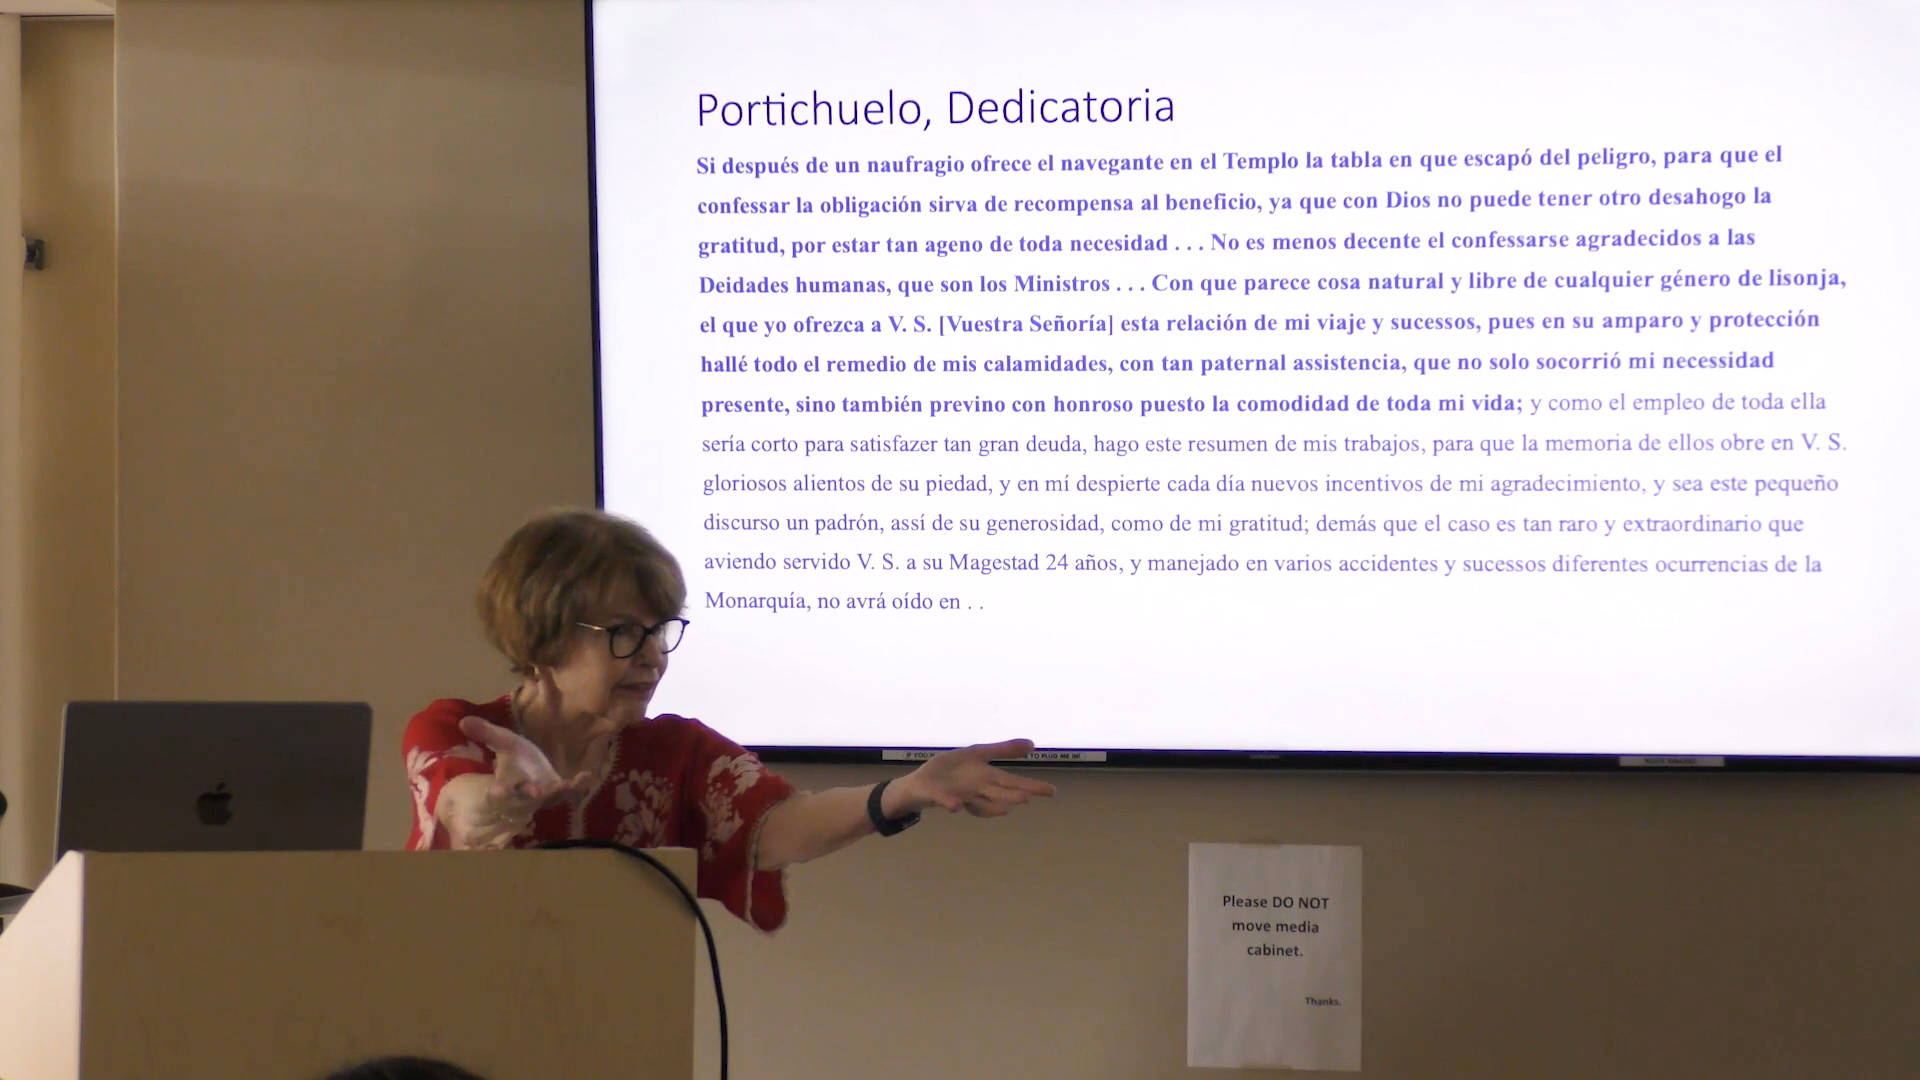 Portichuelo, Dedicatoria
Si después de un naufragio ofrece el navegante en el Templo la tabla en que escapó del peligro, para que el
confessar la obligación sirva de recompensa al beneficio, ya que con Dios no puede tener otro desahogo la
gratitud, por estar tan ageno de toda necesidad . . . No es menos decente el confessarse agradecidos a las
Deidades humanas, que son los Ministros . . . Con que parece cosa natural y libre de cualquier género de lisonja,
el que yo ofrezca a V. S. [Vuestra Señoría] esta relación de mi viaje y sucessos, pues en su amparo y protección
hallé todo el remedio de mis calamidades, con tan paternal assistencia, que no solo socorrió mi necessidad
presente, sino también previno con honroso puesto la comodidad de toda mi vida; y como el empleo de toda ella
sería corto para satisfazer tan gran deuda, hago este resumen de mis trabajos, para que la memoria de ellos obre en V. S.
gloriosos alientos de su piedad, y en mí despierte cada día nuevos incentivos de mi agradecimiento, y sea este pequeño
discurso un padrón, assí de su generosidad, como de mi gratitud; demás que el caso es tan raro y extraordinario que
aviendo servido V. S. a su Magestad 24 años, y manejado en varios accidentes y sucessos diferentes ocurrencias de la
Monarquía, no avrá oído en . .
IF YOU TO PLUG ME IN!
SAMSUNG
Please DO NOT
move media
cabinet.
Thanks.